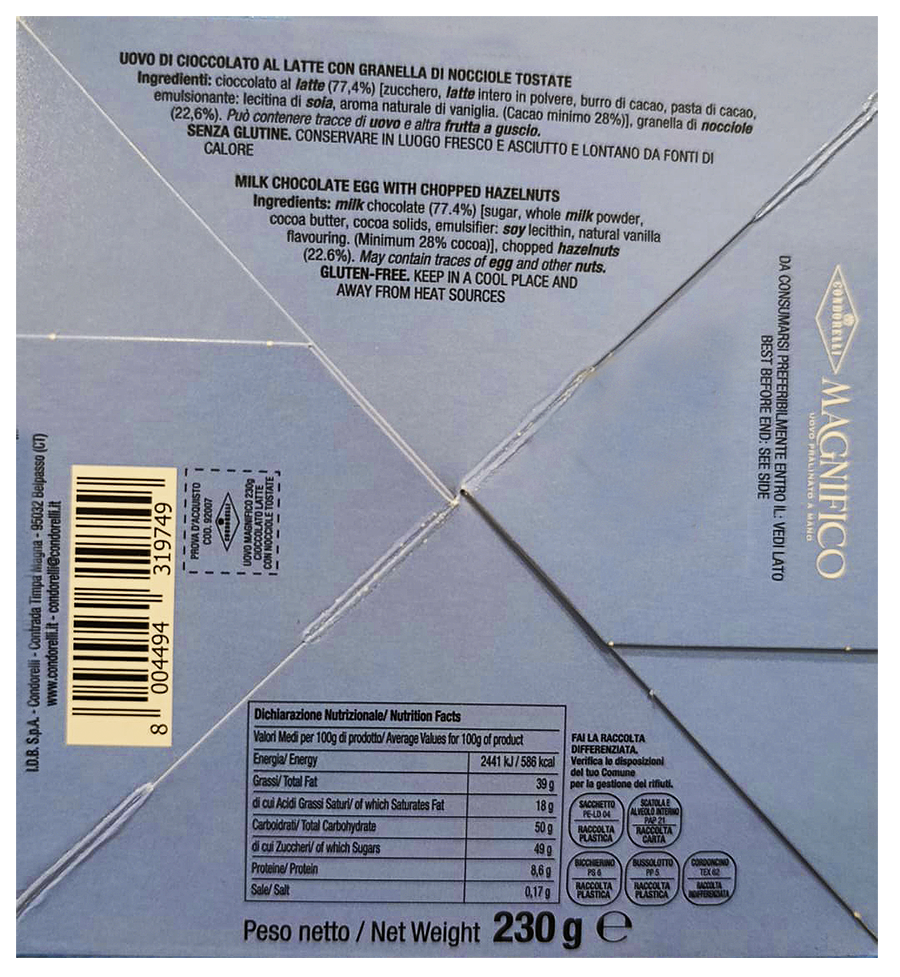 UOVO DI CIOCCOLATO AL LATTE CON GRANELLA DI NOCCIOLE TOSTATE
Ingredienti: cioccolato al latte (77,4%) [zucchero, latte intero in polvere, burro di cacao, pasta di cacao,
emulsionante: lecitina di soia, aroma naturale di vaniglia. (Cacao minimo 28%)], granella di nocciole
(22,6%). Può contenere tracce di uovo e altra frutta a guscio.
SENZA GLUTINE. CONSERVARE IN LUOGO FRESCO E ASCIUTTO E LONTANO DA FONTI DI
CALORE
MILK CHOCOLATE EGG WITH CHOPPED HAZELNUTS
Ingredients: milk chocolate (77.4%) [sugar, whole milk powder,
cocoa butter, cocoa solids, emulsifier: soy lecithin, natural vanilla
flavouring. (Minimum 28% cocoa)], chopped hazelnuts
(22.6%). May contain traces of egg and other nuts.
GLUTEN-FREE. KEEP IN A COOL PLACE AND
AWAY FROM HEAT SOURCES
CONDORELLI
MAGNIFICO
UOVO PRALINATO A MANO
DA CONSUMARSI PREFERIBILMENTE ENTRO IL: VEDI LATO
BEST BEFORE END: SEE SIDE
I.D.B. S.p.A. - Condorelli - Contrada Timpa Magna - 95032 Belpasso (CT)
www.condorelli.it - condorelli@condorelli.it
8 004494 319749
PROVA D'ACQUISTO
COD. 92007
CONDORELLI
UOVO MAGNIFICO 230g
CIOCCOLATO LATTE
CON NOCCIOLE TOSTATE
Dichiarazione Nutrizionale/ Nutrition Facts
Valori Medi per 100g di prodotto/ Average Values for 100g of product
Energia/ Energy 2441 kJ / 586 kcal
Grassi/ Total Fat 39 g
di cui Acidi Grassi Saturi/ of which Saturates Fat 18 g
Carboidrati/ Total Carbohydrate 50 g
di cui Zuccheri/ of which Sugars 49 g
Proteine/ Protein 8,6 g
Sale/ Salt 0,17 g
FAI LA RACCOLTA
DIFFERENZIATA.
Verifica le disposizioni
del tuo Comune
per la gestione dei rifiuti.
SACCHETTO
PE-LD 04
RACCOLTA
PLASTICA
SCATOLA E
ALVEOLO INTERNO
PAP 21
RACCOLTA
CARTA
BICCHIERINO
PS 6
RACCOLTA
PLASTICA
BUSSOLOTTO
PP 5
RACCOLTA
PLASTICA
CORDONCINO
TEX 62
RACCOLTA
INDIFFERENZIATA
Peso netto / Net Weight 230 g e